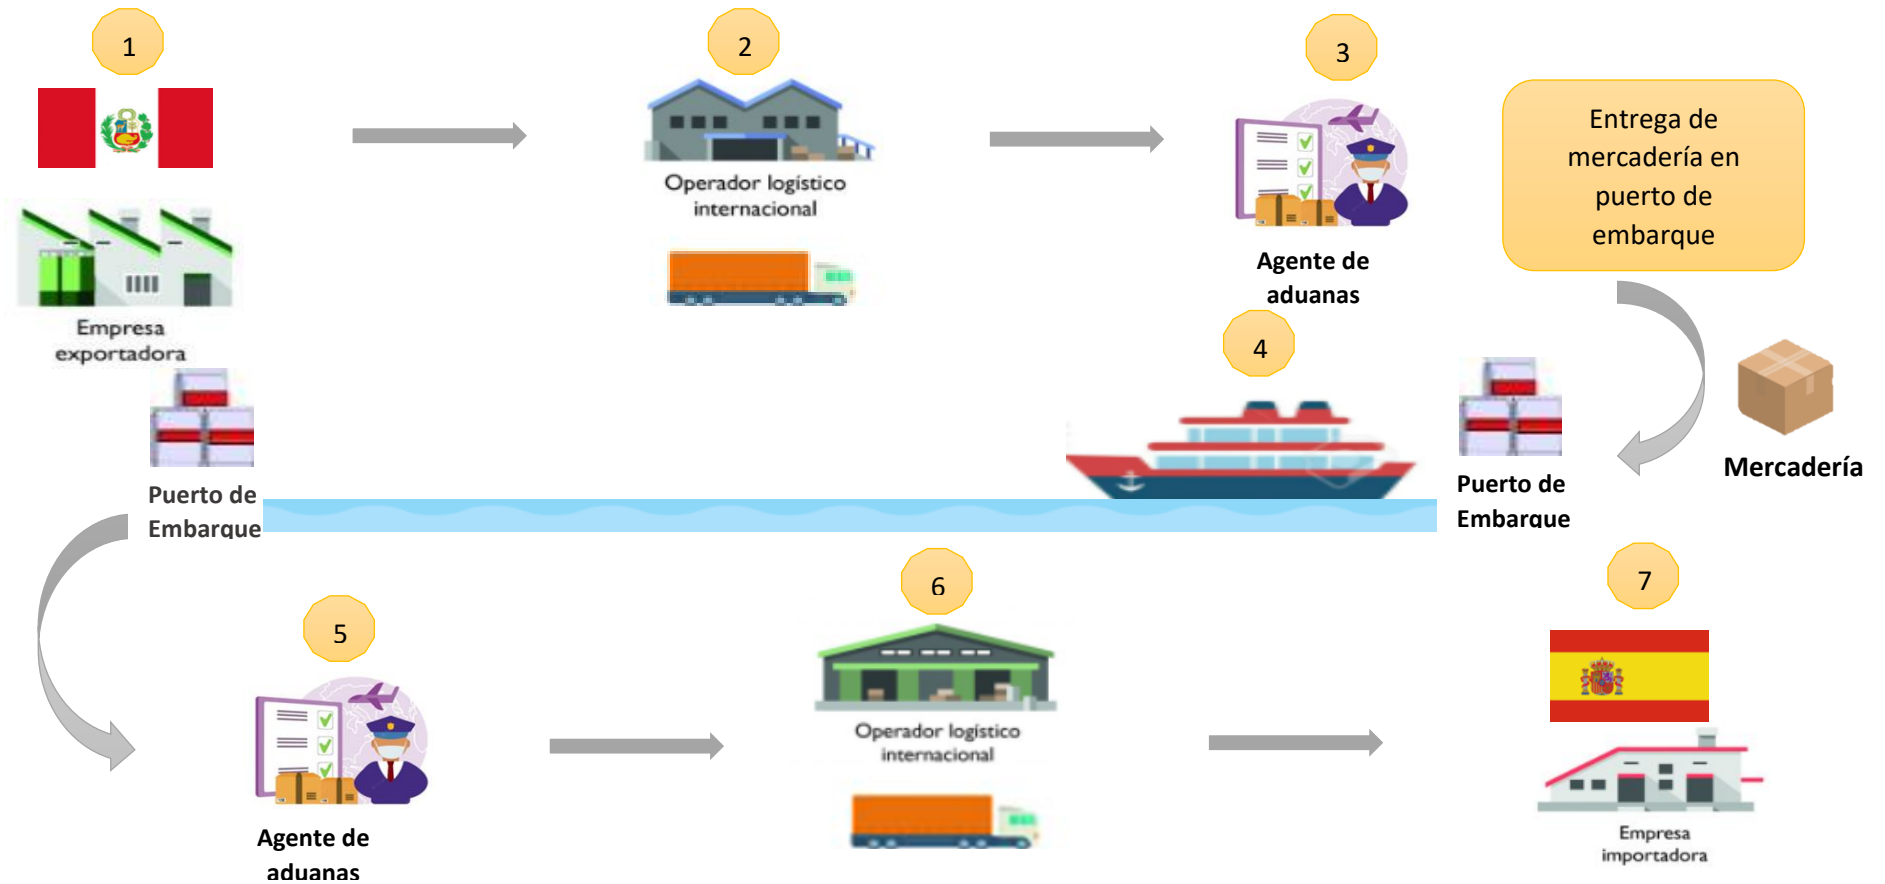 1
2
3
Entrega de
mercadería en
puerto de
embarque
Operador logístico
internacional
Agente de
aduanas
Empresa
exportadora
4
Mercadería
Puerto de
Embarque
Puerto de
Embarque
5
6
7
Operador logístico
internacional
Agente de
aduanas
Empresa
importadora